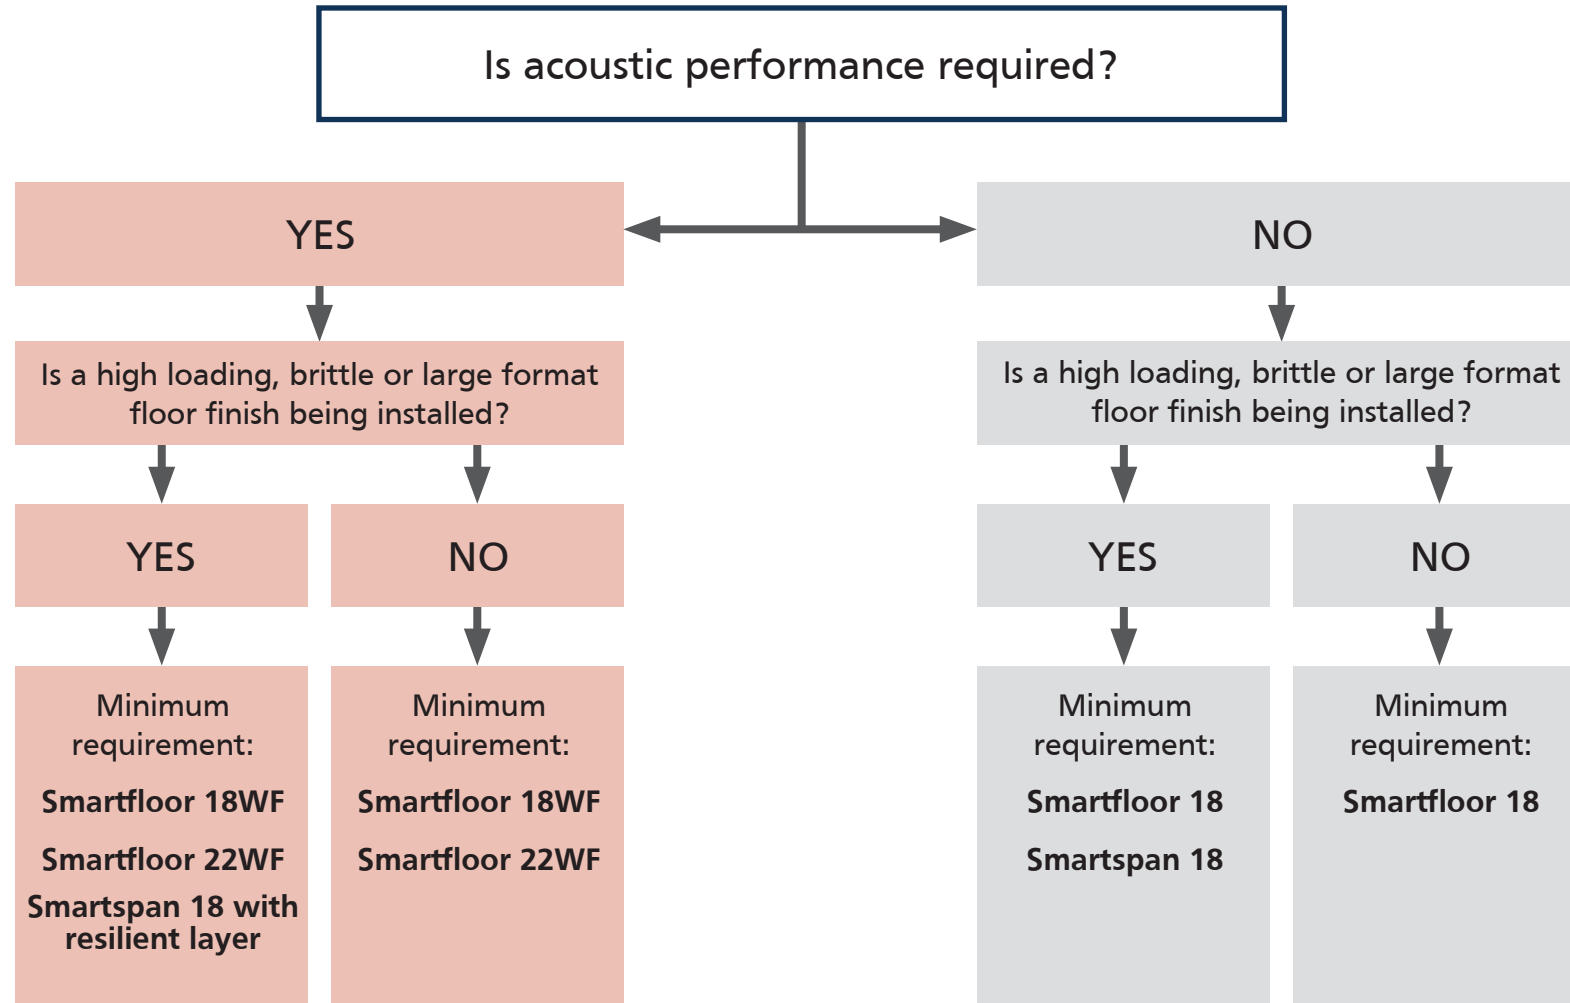 Is acoustic performance required?
YES
NO
Is a high loading, brittle or large format
floor finish being installed?
Is a high loading, brittle or large format
floor finish being installed?
YES
NO
YES
NO
Minimum
requirement:
Smartfloor 18WF
Smartfloor 22WF
Smartspan 18 with
resilient layer
Minimum
requirement:
Smartfloor 18WF
Smartfloor 22WF
Minimum
requirement:
Smartfloor 18
Smartspan 18
Minimum
requirement:
Smartfloor 18